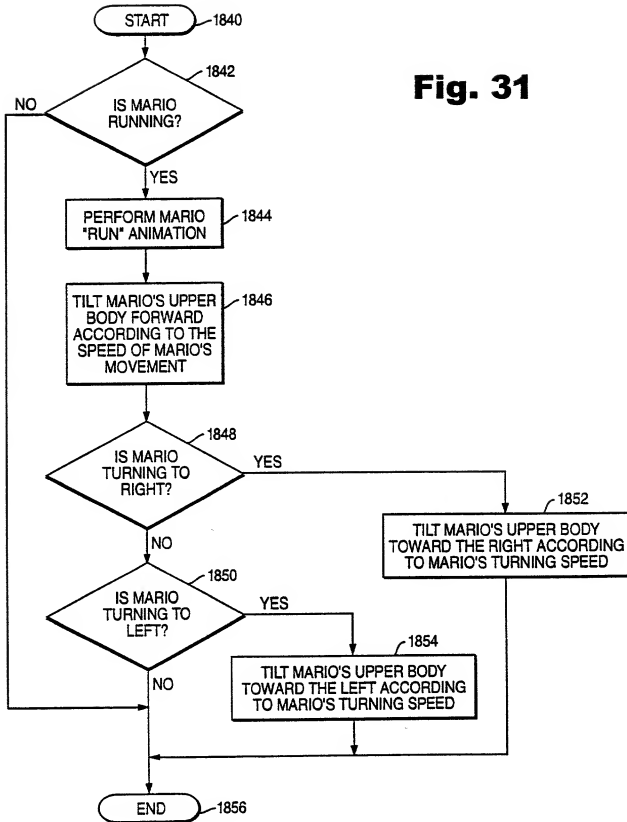 START
1840
Fig. 31
1842
NO
IS MARIO
RUNNING?
YES
PERFORM MARIO
"RUN" ANIMATION
1844
TILT MARIO'S UPPER
BODY FORWARD
ACCORDING TO THE
SPEED OF MARIO'S
MOVEMENT
1846
1848
IS MARIO
TURNING TO
RIGHT?
YES
NO
1852
TILT MARIO'S UPPER BODY
TOWARD THE RIGHT ACCORDING
TO MARIO'S TURNING SPEED
1850
IS MARIO
TURNING TO
LEFT?
YES
NO
1854
TILT MARIO'S UPPER BODY
TOWARD THE LEFT ACCORDING
TO MARIO'S TURNING SPEED
END
1856